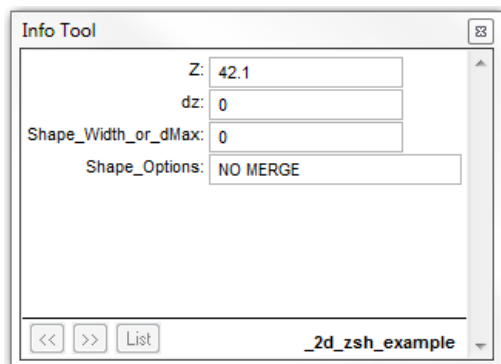 Info Tool
Z: 42.1
dz: 0
Shape_Width_or_dMax: 0
Shape_Options: NO MERGE
<< >> List _2d_zsh_example